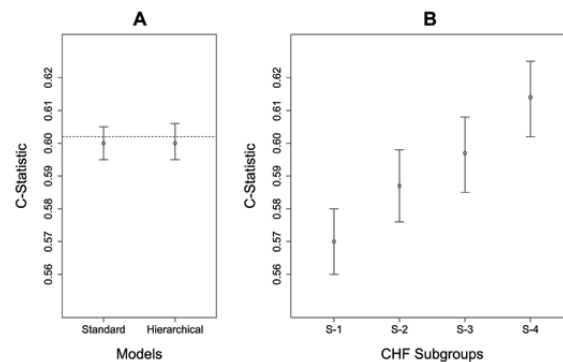 A
C-Statistic
0.62
0.61
0.60
0.59
0.58
0.57
0.56
Standard Hierarchical
Models
B
C-Statistic
0.62
0.61
0.60
0.59
0.58
0.57
0.56
S-1 S-2 S-3 S-4
CHF Subgroups